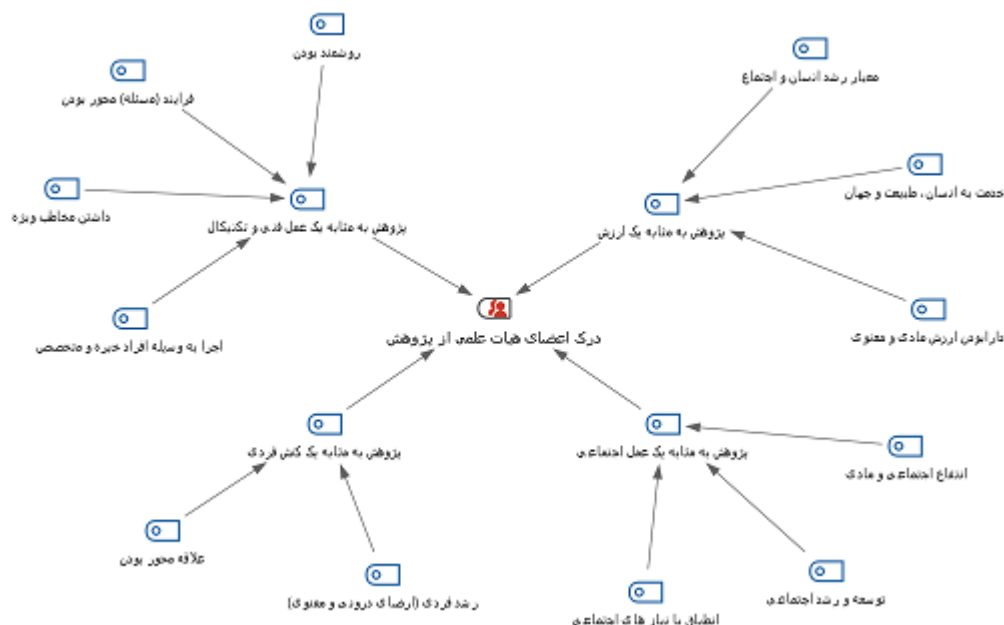 روشمند بودن
معیار رشد انسان و اجتماع
فرایند (مسئله) محور بودن
خدمت به انسان، طبیعت و جهان
داشتن مخاطب ویژه
پژوهش به مثابه یک عمل فنی و تکنیکال
پژوهش به مثابه یک ارزش
دارابودن ارزش مادی و معنوی
درک اعضای هیات علمی از پژوهش
اجرا به وسیله افراد خبره و متخصص
پژوهش به مثابه یک کنش فردی
پژوهش به مثابه یک عمل اجتماعی
انتفاع اجتماعی و مادی
علاقه محور بودن
رشد فردی (ارضای درونی و معنوی)
توسعه و رشد اجتماعی
انطباق با نیاز های اجتماعی